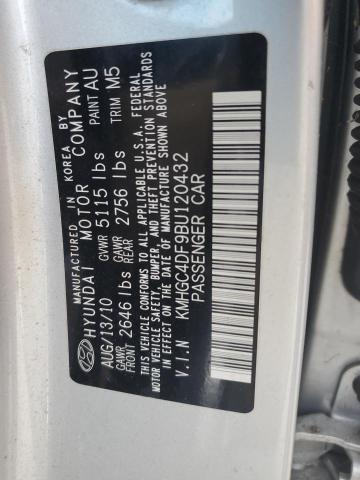 MANUFACTURED IN KOREA BY
HYUNDAI MOTOR COMPANY
AUG/13/10 GVWR 5115 lbs PAINT AU
GAWR FRONT 2646 lbs GAWR REAR 2756 lbs TRIM M5
THIS VEHICLE CONFORMS TO ALL APPLICABLE U.S.A. FEDERAL
MOTOR VEHICLE SAFETY, BUMPER, AND THEFT PREVENTION STANDARDS
IN EFFECT ON THE DATE OF MANUFACTURE SHOWN ABOVE
V.I.N KMHGC4DF9BU120432
PASSENGER CAR